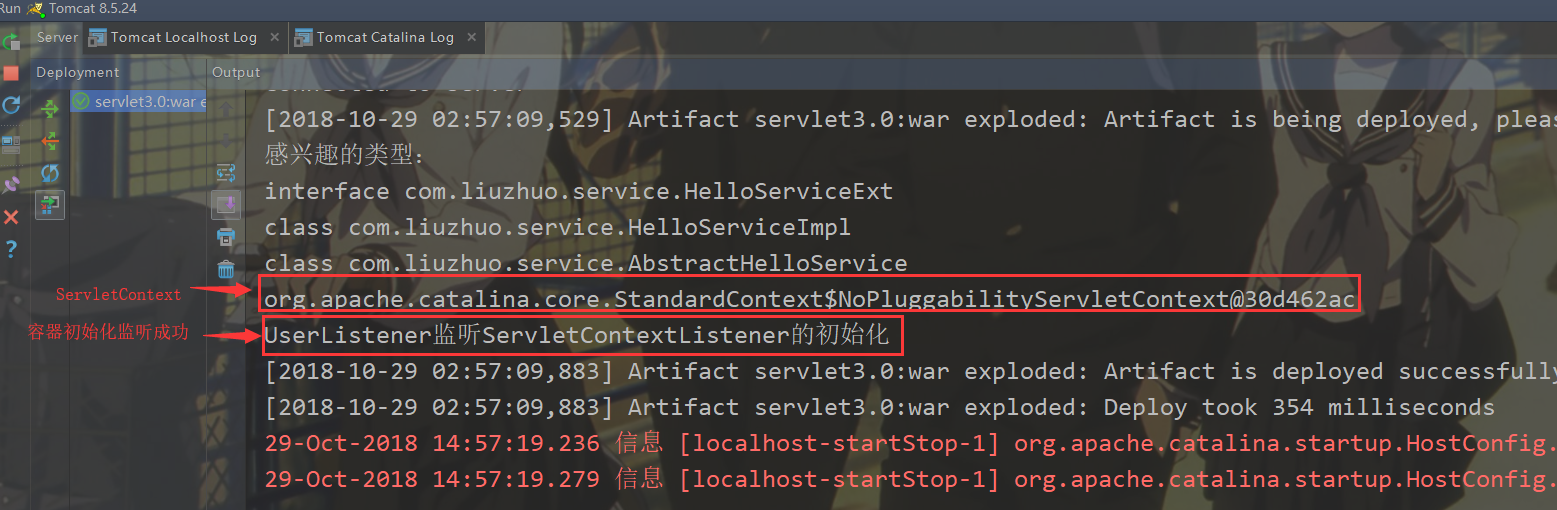 Run Tomcat 8.5.24
Server Tomcat Localhost Log Tomcat Catalina Log
Deployment Output
servlet3.0:war e
[2018-10-29 02:57:09,529] Artifact servlet3.0:war exploded: Artifact is being deployed, pleas
感兴趣的类型：
interface com.liuzhuo.service.HelloServiceExt
class com.liuzhuo.service.HelloServiceImpl
class com.liuzhuo.service.AbstractHelloService
ServletContext org.apache.catalina.core.StandardContext$NoPluggabilityServletContext@30d462ac
容器初始化监听成功 UserListener监听ServletContextListener的初始化
[2018-10-29 02:57:09,883] Artifact servlet3.0:war exploded: Artifact is deployed successfully
[2018-10-29 02:57:09,883] Artifact servlet3.0:war exploded: Deploy took 354 milliseconds
29-Oct-2018 14:57:19.236 信息 [localhost-startStop-1] org.apache.catalina.startup.HostConfig.
29-Oct-2018 14:57:19.279 信息 [localhost-startStop-1] org.apache.catalina.startup.HostConfig.